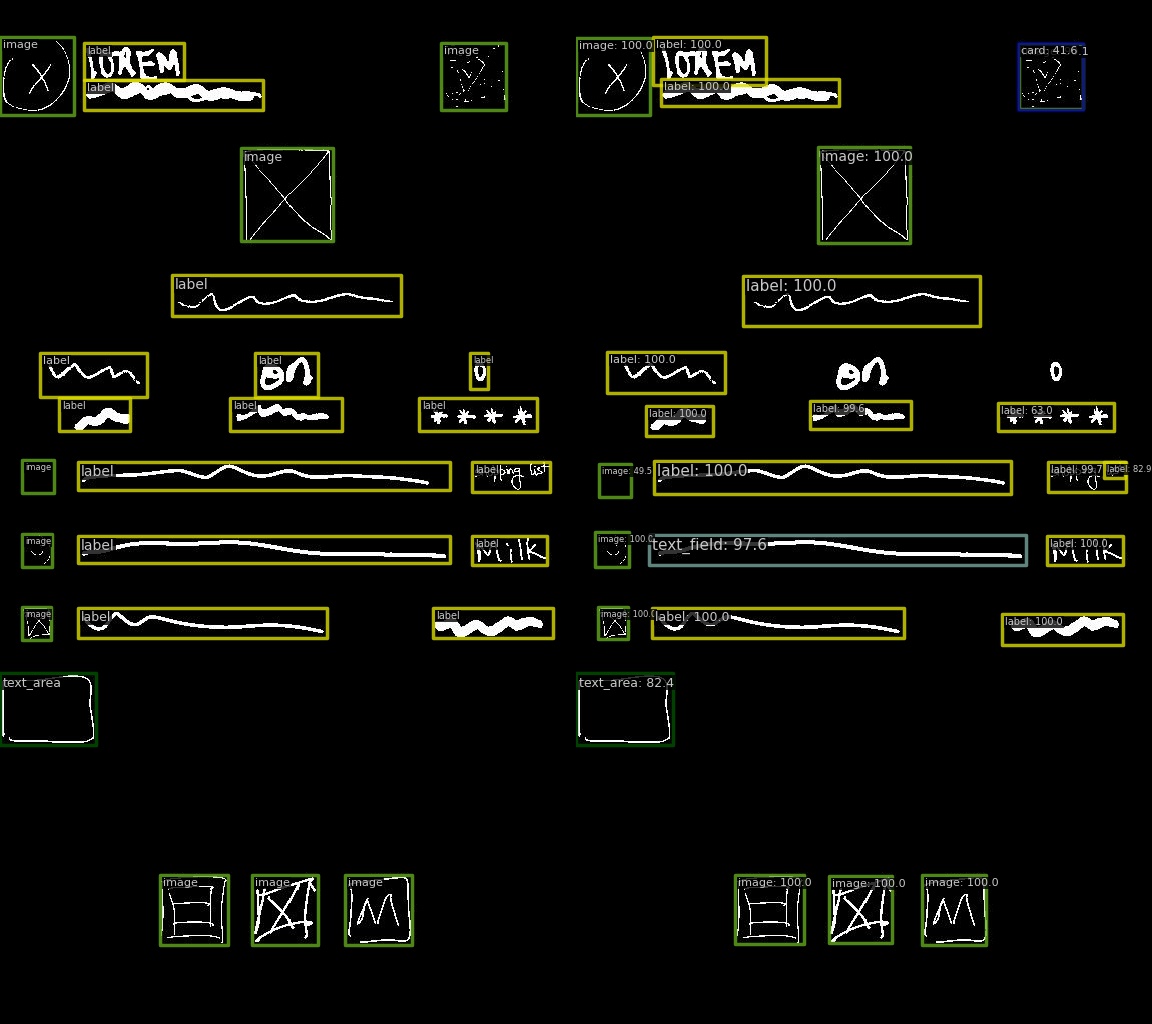 image image image: 100.0 label: 100.0 card: 41.6 1
label
lOREM lOREM
label label: 100.0
image image: 100.0
label label: 100.0
label label label label: 100.0
on 0 on 0
label label label label: 100.0 label: 99.6 label: 63.0
**** ****
image label label image: 49.5 label: 100.0 label: 99.7 label: 82.9
image label label image: 100.0 text_field: 97.6 label: 100.0
Milk Milk
image label label image: 100.0 label: 100.0 label: 100.0
text_area text_area: 82.4
image image image image: 100.0 image: 100.0 image: 100.0
M M